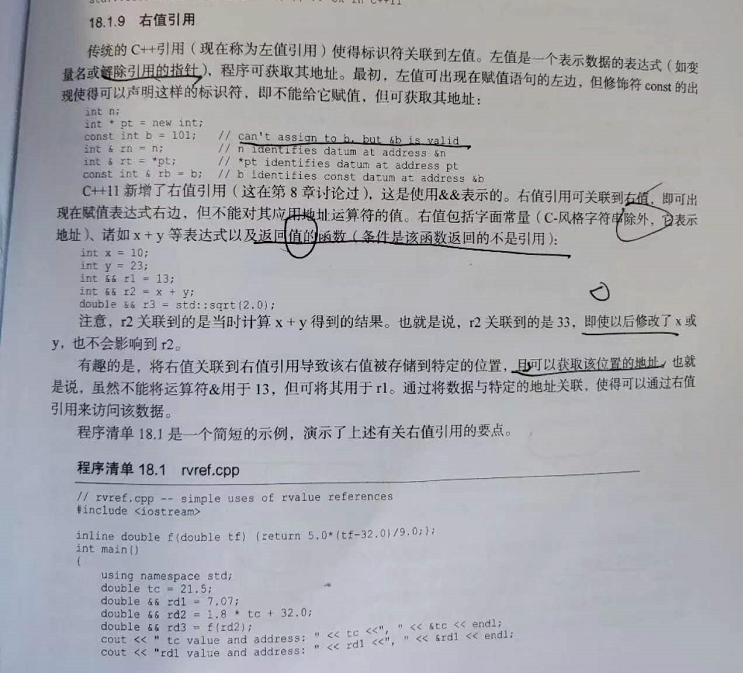 18.1.9 右值引用
传统的 C++引用（现在称为左值引用）使得标识符关联到左值。左值是一个表示数据的表达式（如变
量名或解除引用的指针），程序可获取其地址。最初，左值可出现在赋值语句的左边，但修饰符 const 的出
现使得可以声明这样的标识符，即不能给它赋值，但可获取其地址：
int n;
int * pt = new int;
const int b = 101; // can't assign to b, but &b is valid
int & rn = n; // n identifies datum at address &n
int & rt = *pt; // *pt identifies datum at address pt
const int & rb = b; // b identifies const datum at address &b
C++11 新增了右值引用（这在第 8 章讨论过），这是使用&&表示的。右值引用可关联到右值，即可出
现在赋值表达式右边，但不能对其应用地址运算符的值。右值包括字面常量（C-风格字符串除外，它表示
地址）、诸如 x + y 等表达式以及返回值的函数（条件是该函数返回的不是引用）：
int x = 10;
int y = 23;
int && r1 = 13;
int && r2 = x + y;
double && r3 = std::sqrt(2.0);
注意，r2 关联到的是当时计算 x + y 得到的结果。也就是说，r2 关联到的是 33，即使以后修改了 x 或
y，也不会影响到 r2。
有趣的是，将右值关联到右值引用导致该右值被存储到特定的位置，且可以获取该位置的地址。也就
是说，虽然不能将运算符&用于 13，但可将其用于 r1。通过将数据与特定的地址关联，使得可以通过右值
引用来访问该数据。
程序清单 18.1 是一个简短的示例，演示了上述有关右值引用的要点。
程序清单 18.1 rvref.cpp
// rvref.cpp -- simple uses of rvalue references
#include <iostream>
inline double f(double tf) {return 5.0*(tf-32.0)/9.0;};
int main()
{
using namespace std;
double tc = 21.5;
double && rd1 = 7.07;
double && rd2 = 1.8 * tc + 32.0;
double && rd3 = f(rd2);
cout << " tc value and address: " << tc <<", " << &tc << endl;
cout << "rd1 value and address: " << rd1 <<", " << &rd1 << endl;